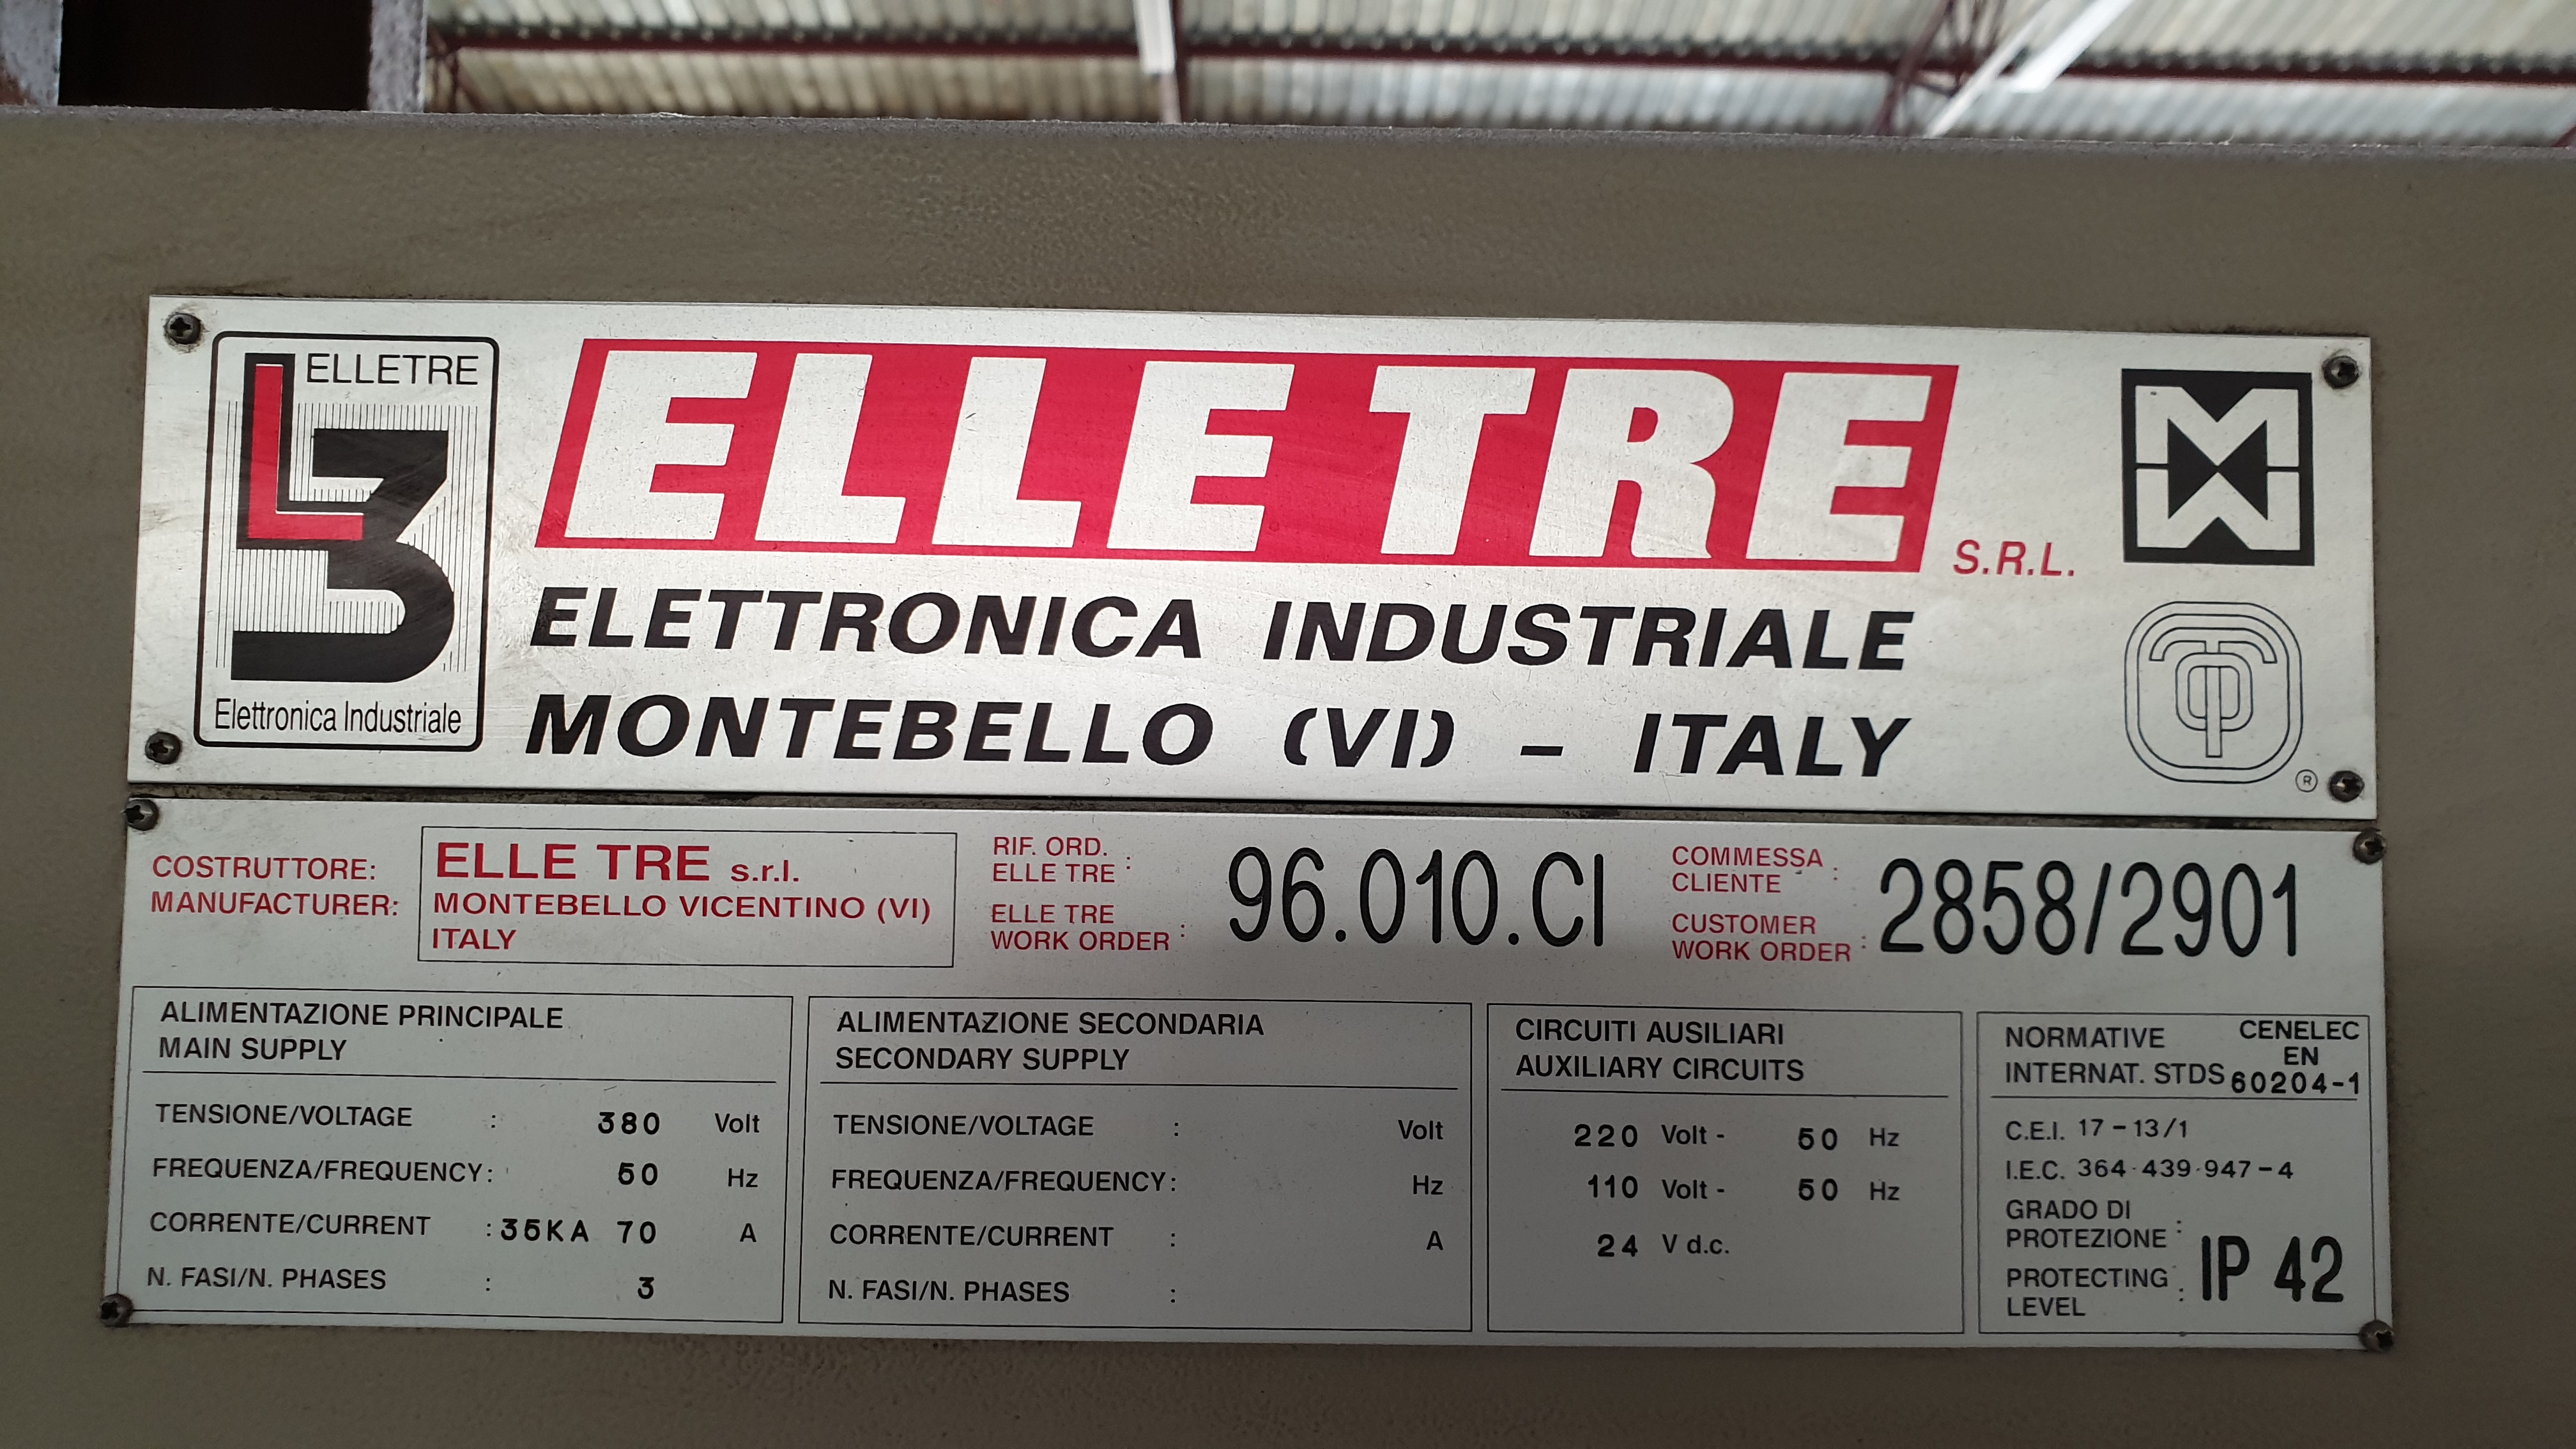 ELLETRE
L3
Elettronica Industriale
ELLE TRE S.R.L.
ELETTRONICA INDUSTRIALE
MONTEBELLO (VI) - ITALY
®
COSTRUTTORE:
MANUFACTURER:
ELLE TRE s.r.l.
MONTEBELLO VICENTINO (VI)
ITALY
RIF. ORD.
ELLE TRE :
ELLE TRE
WORK ORDER :
96.010.CI
COMMESSA
CLIENTE :
CUSTOMER
WORK ORDER :
2858/2901
ALIMENTAZIONE PRINCIPALE
MAIN SUPPLY
TENSIONE/VOLTAGE : 380 Volt
FREQUENZA/FREQUENCY: 50 Hz
CORRENTE/CURRENT : 35KA 70 A
N. FASI/N. PHASES : 3
ALIMENTAZIONE SECONDARIA
SECONDARY SUPPLY
TENSIONE/VOLTAGE : Volt
FREQUENZA/FREQUENCY: Hz
CORRENTE/CURRENT : A
N. FASI/N. PHASES :
CIRCUITI AUSILIARI
AUXILIARY CIRCUITS
220 Volt - 50 Hz
110 Volt - 50 Hz
24 V d.c.
NORMATIVE
INTERNAT. STDS
CENELEC
EN
60204-1
C.E.I. 17-13/1
I.E.C. 364-439-947-4
GRADO DI
PROTEZIONE :
PROTECTING
LEVEL :
IP 42